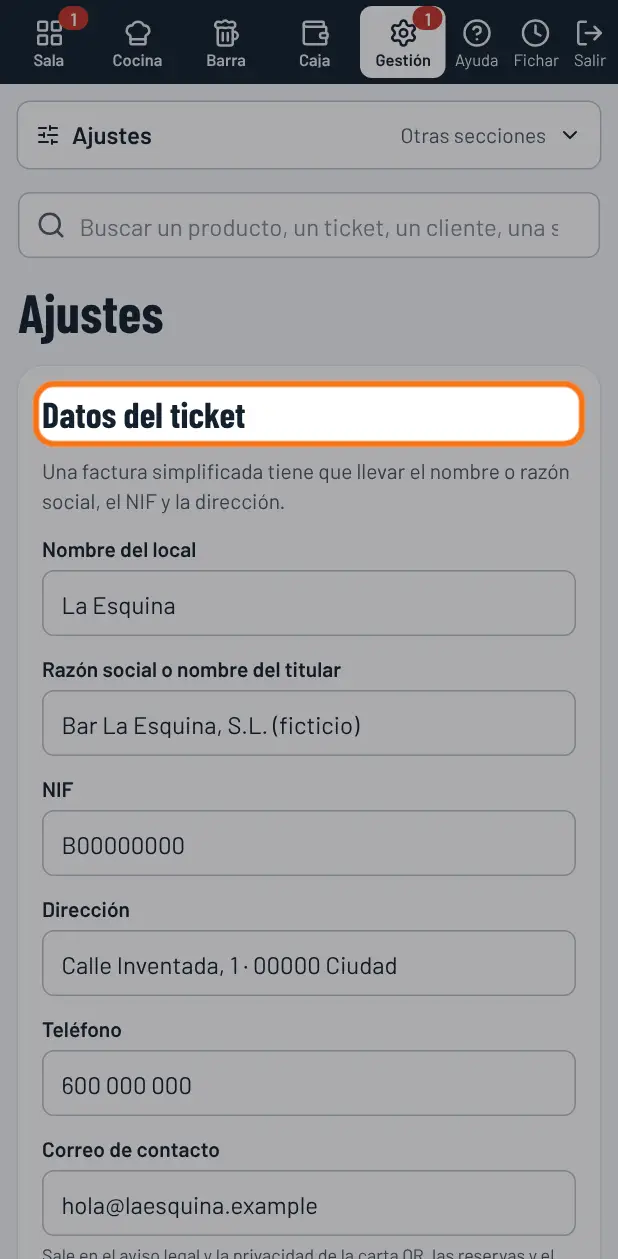 1
1
Sala
Cocina
Barra
Caja
Gestión
Ayuda
Fichar
Salir
Ajustes
Otras secciones
Buscar un producto, un ticket, un cliente, una s
Ajustes
Datos del ticket
Una factura simplificada tiene que llevar el nombre o razón
social, el NIF y la dirección.
Nombre del local
La Esquina
Razón social o nombre del titular
Bar La Esquina, S.L. (ficticio)
NIF
B00000000
Dirección
Calle Inventada, 1 · 00000 Ciudad
Teléfono
600 000 000
Correo de contacto
hola@laesquina.example
Sale en el aviso legal y la privacidad de la carta QR, las reservas y el